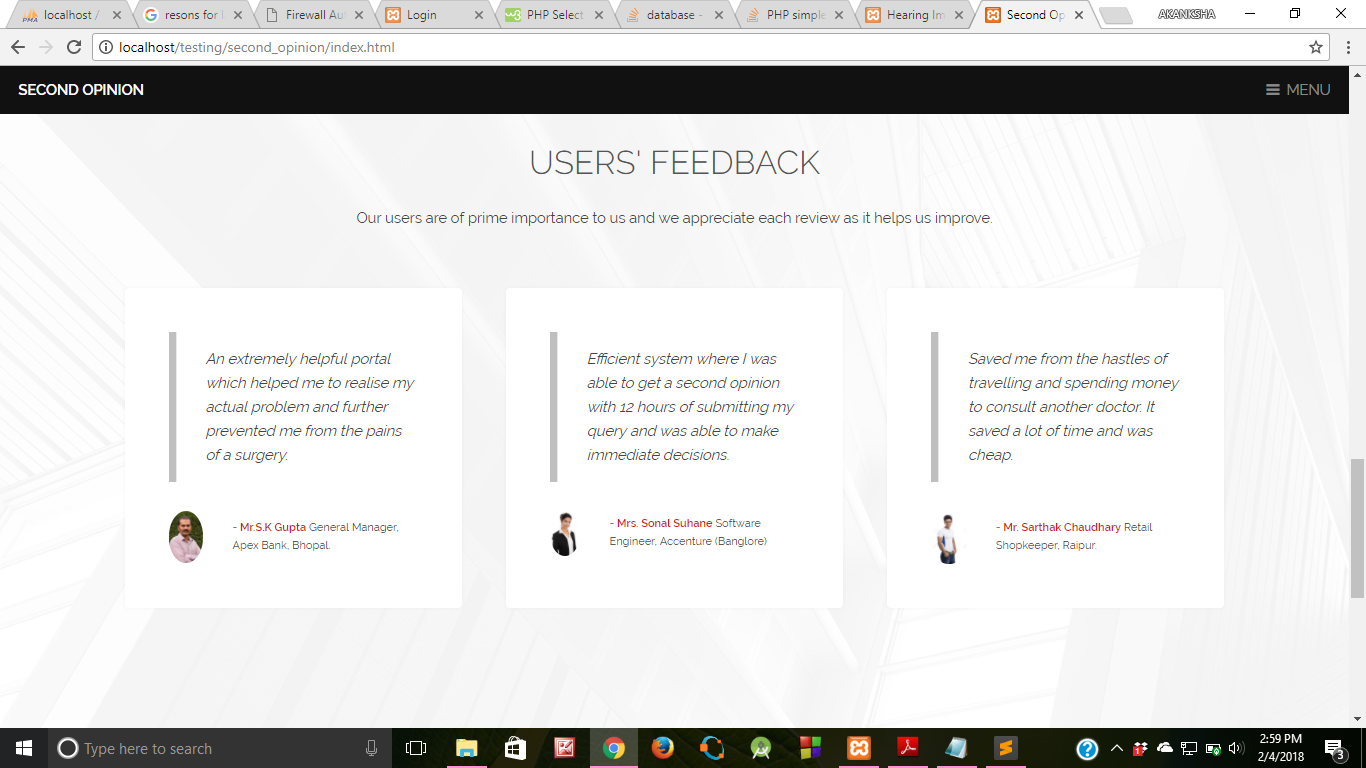 localhost /
resons for
Firewall Au
Login
PHP Select
database -
PHP simple
Hearing Im
Second Op
AKANKSHA
localhost/testing/second_opinion/index.html
SECOND OPINION
MENU
USERS' FEEDBACK
Our users are of prime importance to us and we appreciate each review as it helps us improve.
An extremely helpful portal
which helped me to realise my
actual problem and further
prevented me from the pains
of a surgery.
- Mr.S.K Gupta General Manager,
Apex Bank, Bhopal.
Efficient system where I was
able to get a second opinion
with 12 hours of submitting my
query and was able to make
immediate decisions.
- Mrs. Sonal Suhane Software
Engineer, Accenture (Banglore)
Saved me from the hastles of
travelling and spending money
to consult another doctor. It
saved a lot of time and was
cheap.
- Mr. Sarthak Chaudhary Retail
Shopkeeper, Raipur.
Type here to search
2:59 PM
2/4/2018
3